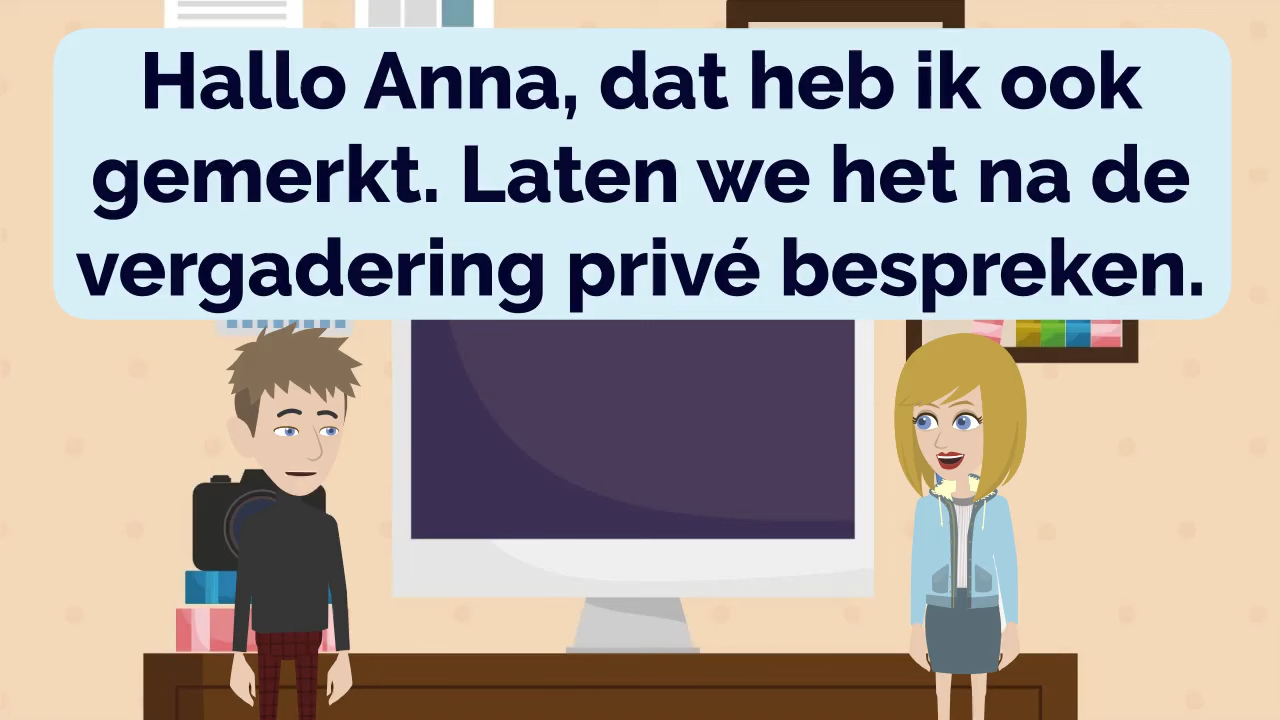 Hallo Anna, dat heb ik ook
gemerkt. Laten we het na de
vergadering privé bespreken.